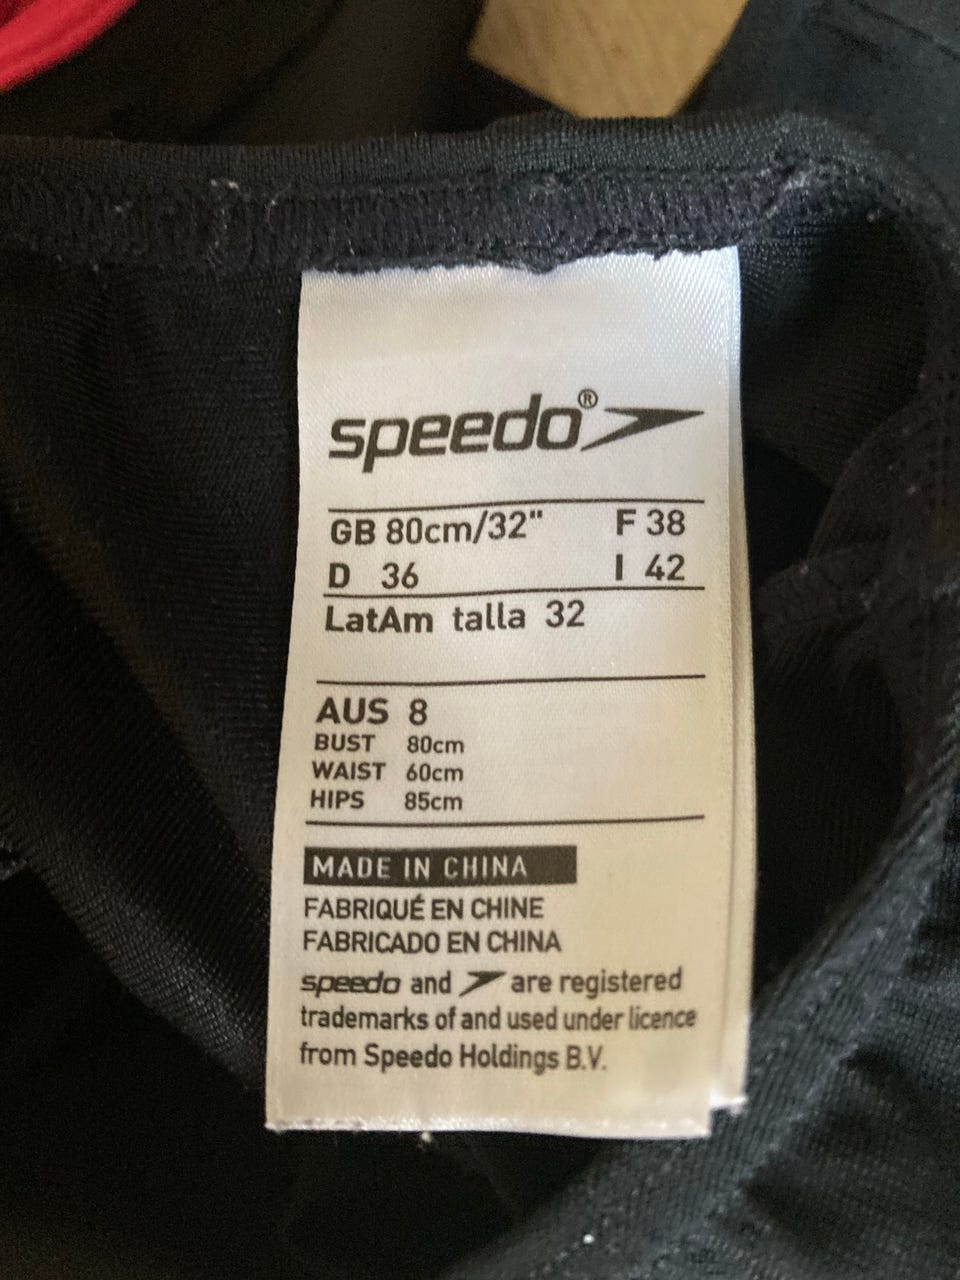 speedo®
GB 80cm/32" F 38
D 36 I 42
LatAm talla 32
AUS 8
BUST 80cm
WAIST 60cm
HIPS 85cm
MADE IN CHINA
FABRIQUÉ EN CHINE
FABRICADO EN CHINA
speedo and are registered
trademarks of and used under licence
from Speedo Holdings B.V.